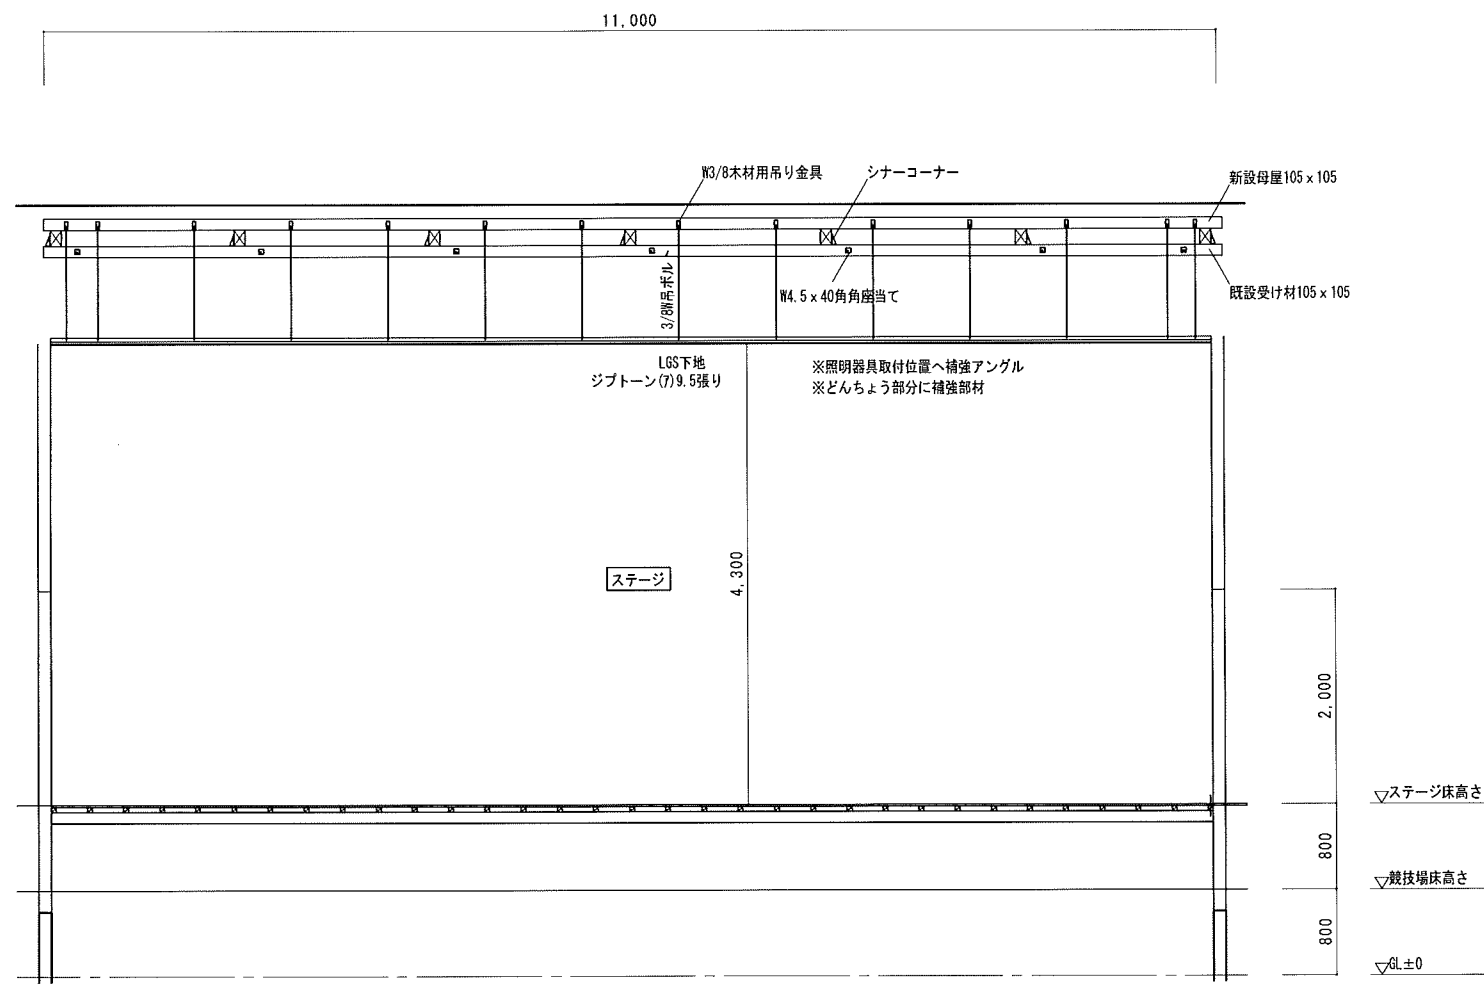 11,000
W3/8木材用吊り金具
シナーコーナー
新設母屋105x105
3/8W吊ボルト
W4.5x40角角座当て
既設受け材105x105
LGS下地
ジプトーン(7)9.5張り
※照明器具取付位置へ補強アングル
※どんちょう部分に補強部材
ステージ
4,300
2,000
▽ステージ床高さ
800
▽競技場床高さ
800
▽GL±0